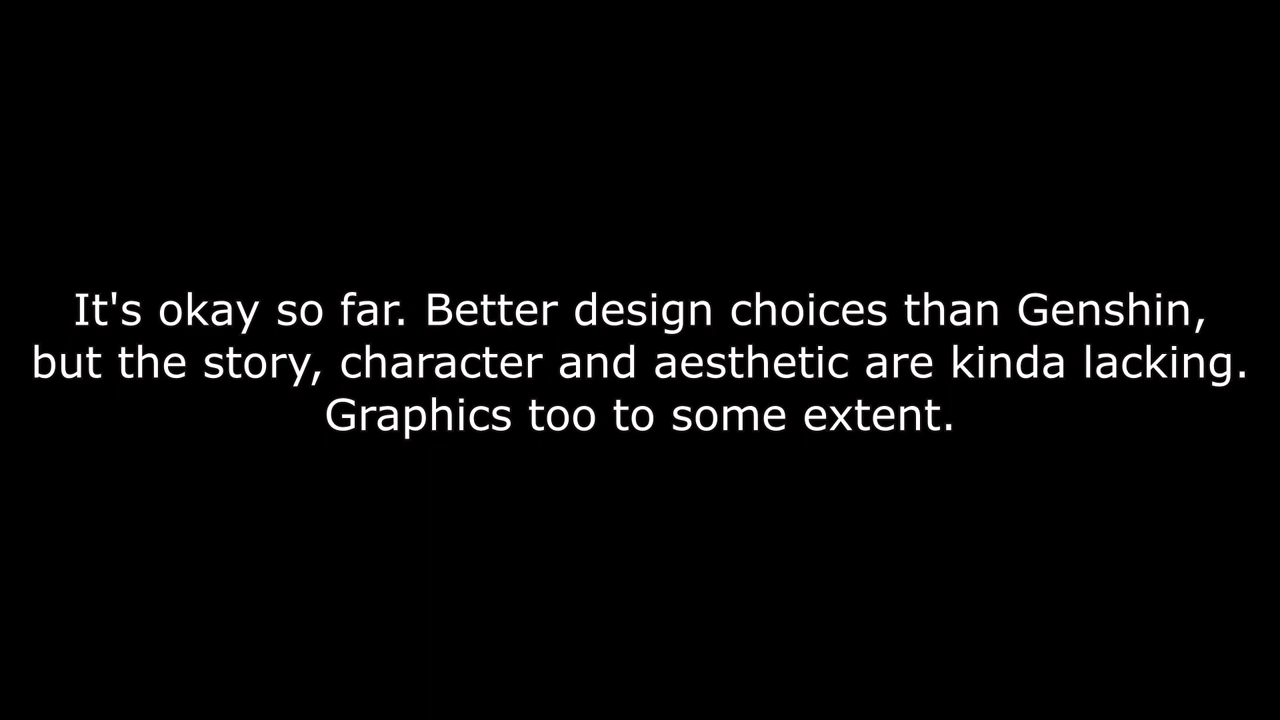 It's okay so far. Better design choices than Genshin,
but the story, character and aesthetic are kinda lacking.
Graphics too to some extent.